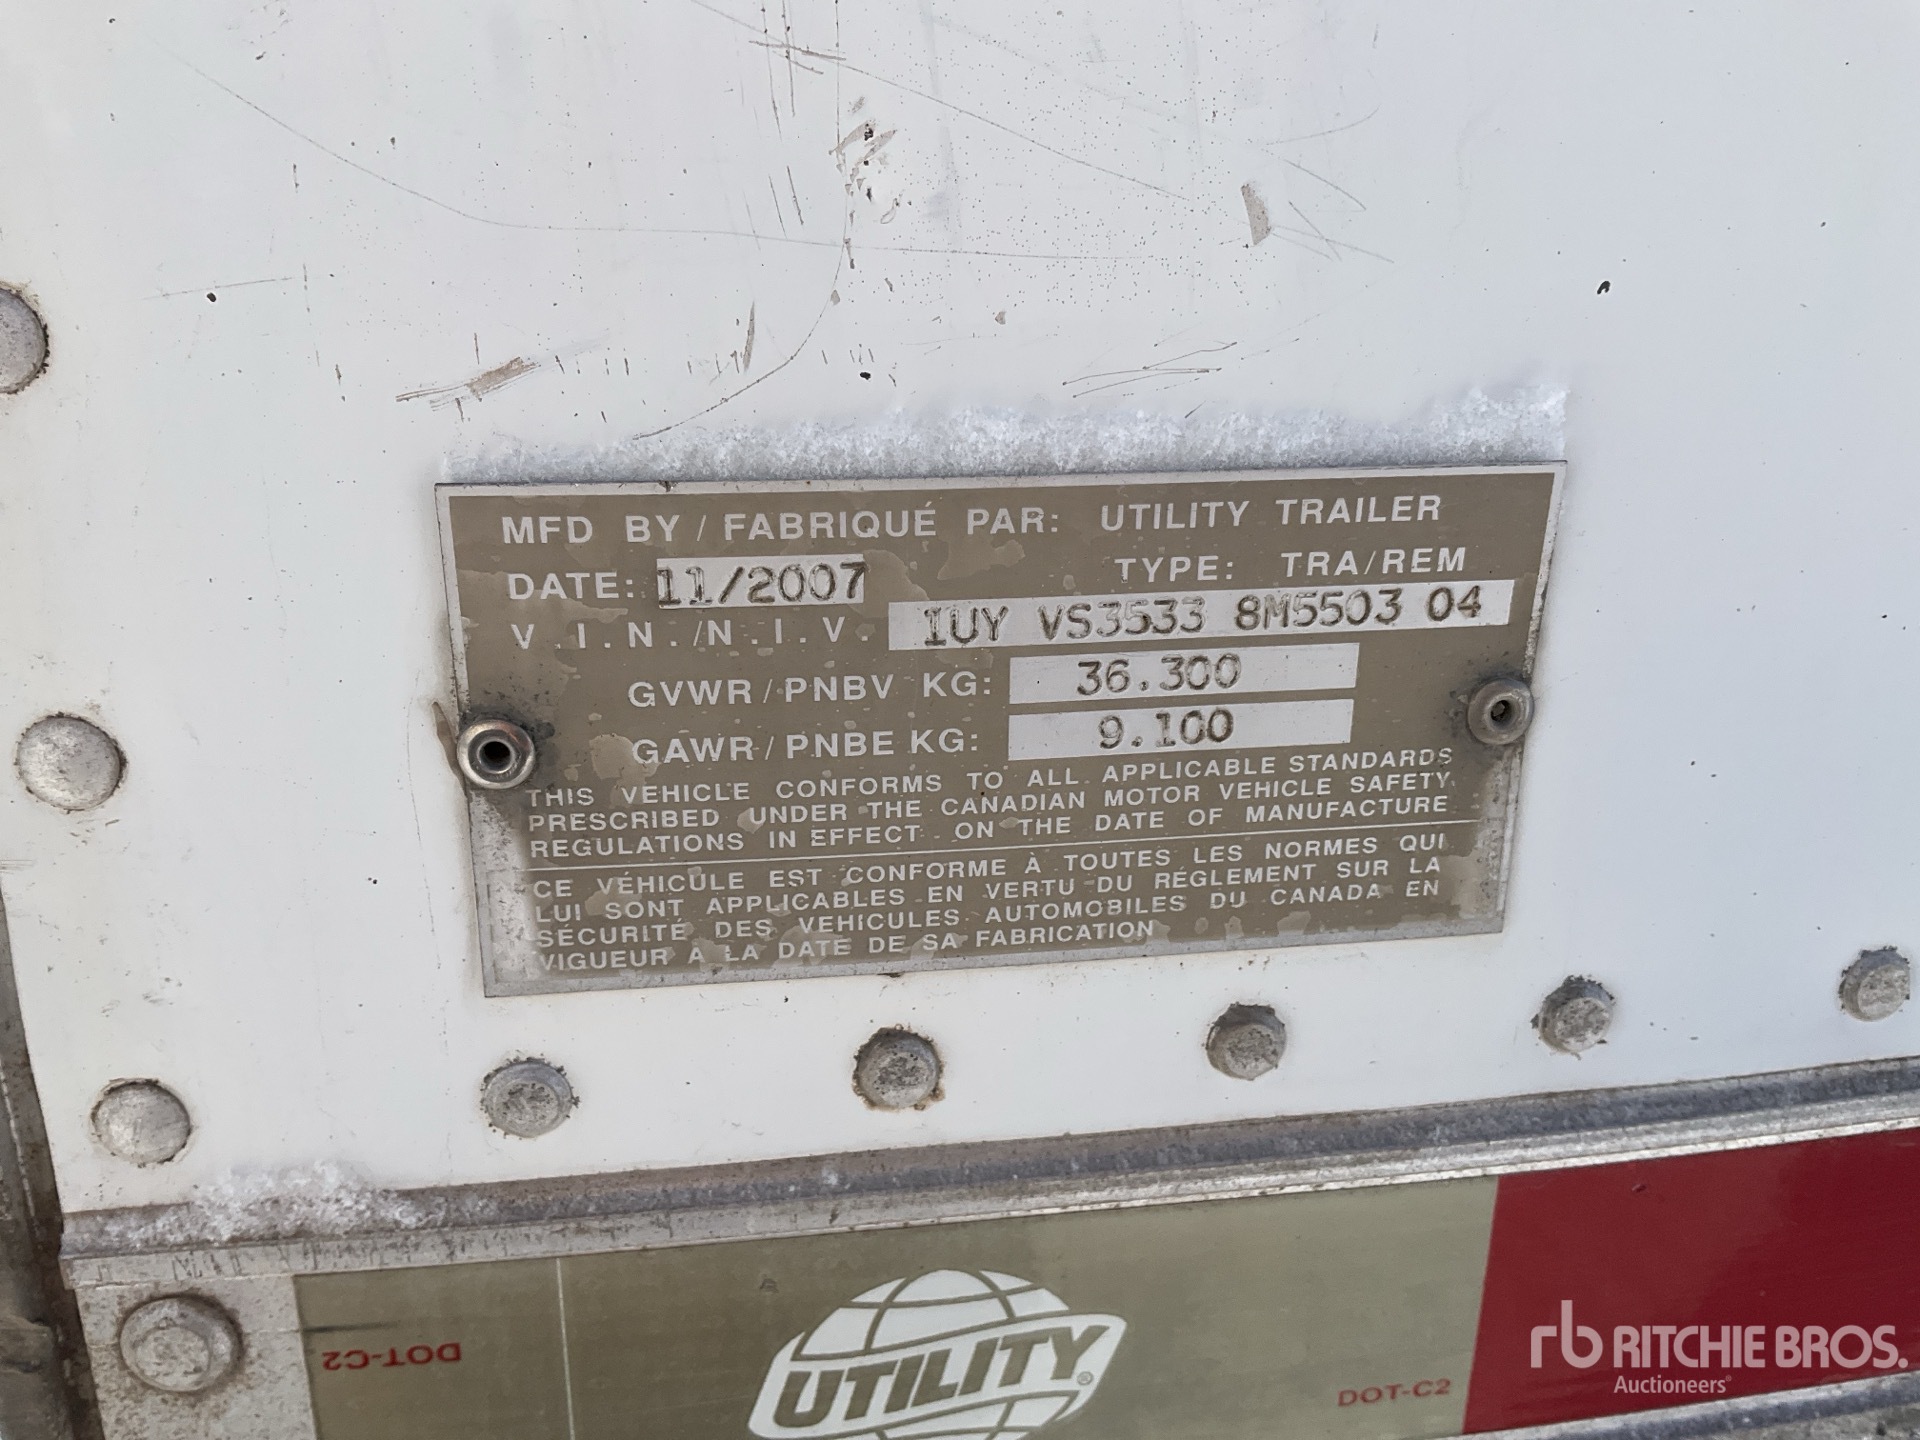 MFD BY / FABRIQUÉ PAR: UTILITY TRAILER
DATE: 11/2007 TYPE: TRA/REM
V.I.N./N.I.V. 1UY VS3533 8M5503 04
GVWR/PNBV KG: 36.300
GAWR/PNBE KG: 9.100
THIS VEHICLE CONFORMS TO ALL APPLICABLE STANDARDS
PRESCRIBED UNDER THE CANADIAN MOTOR VEHICLE SAFETY
REGULATIONS IN EFFECT ON THE DATE OF MANUFACTURE
CE VÉHICULE EST CONFORME À TOUTES LES NORMES QUI
LUI SONT APPLICABLES EN VERTU DU RÉGLEMENT SUR LA
SÉCURITÉ DES VEHICULES AUTOMOBILES DU CANADA EN
VIGUEUR A LA DATE DE SA FABRICATION
DOT-C2
UTILITY®
DOT-C2
rb RITCHIE BROS.
Auctioneers